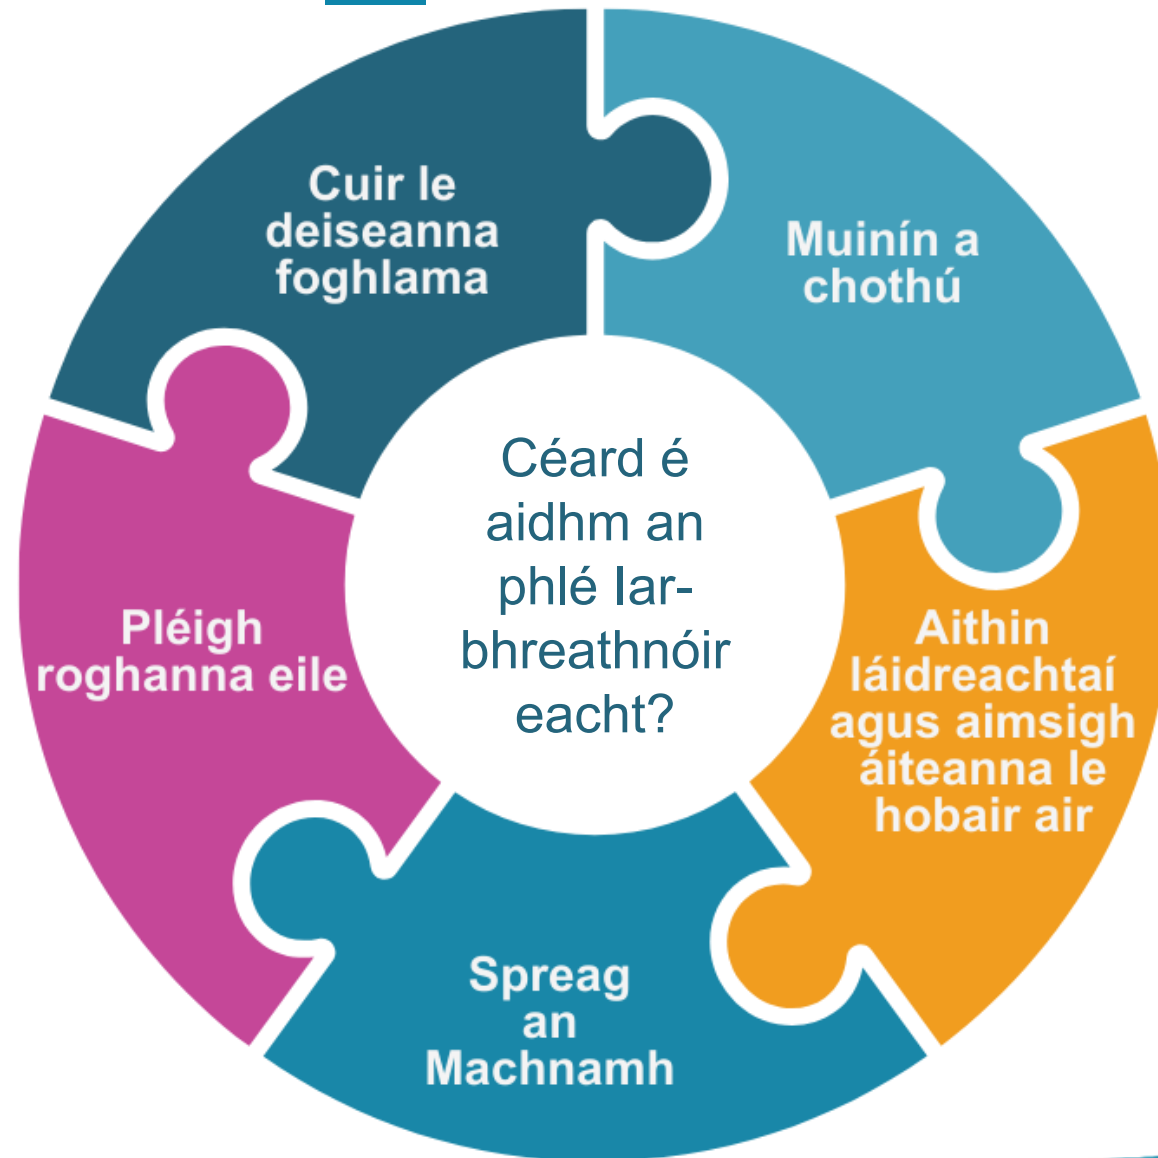 Cuir le
deiseanna
foghlama
Muinín a
chothú
Céard é
aidhm an
phlé Iar-
bhreathnóir
eacht?
Pléigh
roghanna eile
Aithin
láidreachtaí
agus aimsigh
áiteanna le
hobair air
Spreag
an
Machnamh